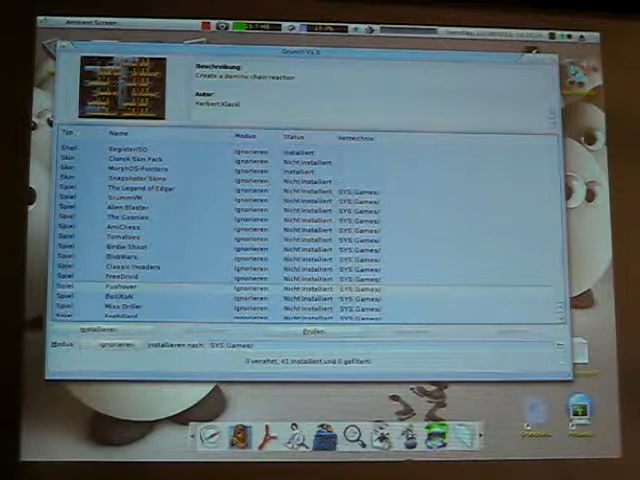 Ambient Screen
Grunch V1.0
Beschreibung:
Create a domino chain reaction
Autor:
Herbert Klackl
Typ Name Modus Status Verzeichnis
Shell RegisterISO Ignorieren Installiert
Skin Clonck Skin Pack Ignorieren Nicht installiert
Skin MorphOS-Pointers Ignorieren Installiert
Skin Snapshoter Skins Ignorieren Nicht installiert
Spiel The Legend of Edgar Ignorieren Nicht installiert SYS:Games/
Spiel ScummVM Ignorieren Nicht installiert SYS:Games/
Spiel Alien Blaster Ignorieren Nicht installiert SYS:Games/
Spiel The Goonies Ignorieren Nicht installiert SYS:Games/
Spiel AmiChess Ignorieren Nicht installiert SYS:Games/
Spiel Tomatoes Ignorieren Nicht installiert SYS:Games/
Spiel Birdie Shoot Ignorieren Nicht installiert SYS:Games/
Spiel BlobWars Ignorieren Nicht installiert SYS:Games/
Spiel Classic Invaders Ignorieren Nicht installiert SYS:Games/
Spiel FreeDroid Ignorieren Nicht installiert SYS:Games/
Spiel Pushover Ignorieren Nicht installiert SYS:Games/
Spiel BoXiKoN Ignorieren Nicht installiert SYS:Games/
Spiel Miss Driller Ignorieren Nicht installiert SYS:Games/
Installieren Prüfen
Modus Ignorieren Installieren nach: SYS:Games/
0 veraltet, 41 installiert und 0 gefiltert